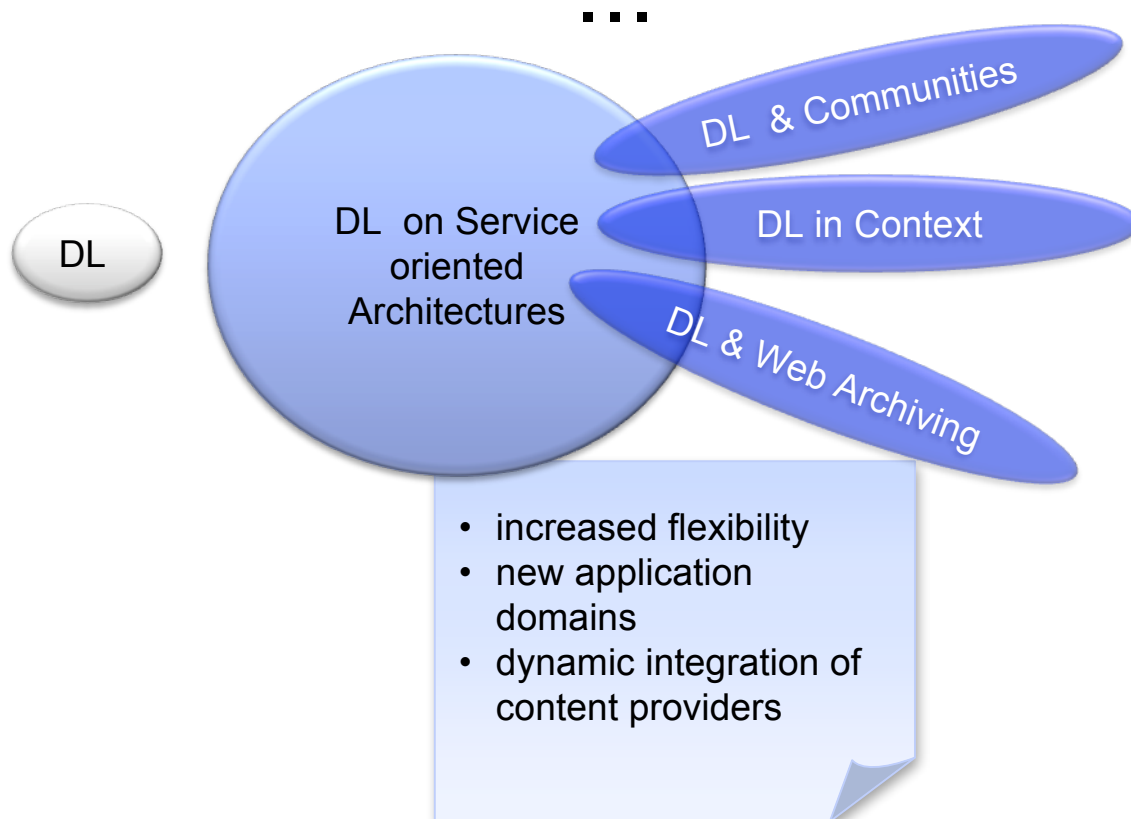 ...
DL
DL on Service
oriented
Architectures
DL & Communities
DL in Context
DL & Web Archiving
• increased flexibility
• new application
domains
• dynamic integration of
content providers